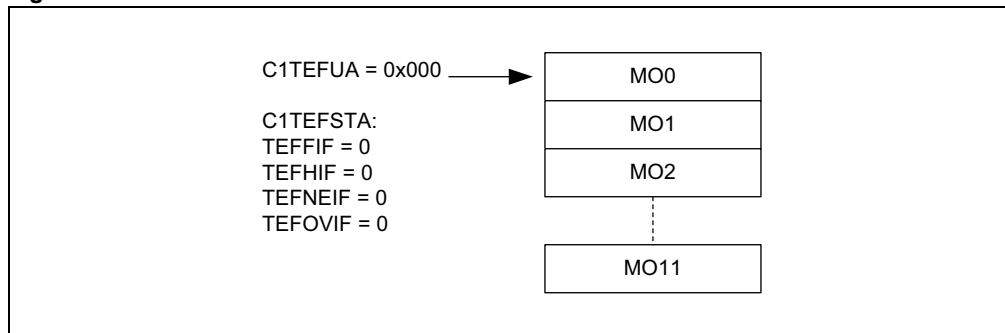 C1TEFUA = 0x000
C1TEFSTA:
TEFFIF = 0
TEFHIF = 0
TEFNEIF = 0
TEFOVIF = 0
MO0
MO1
MO2
MO11